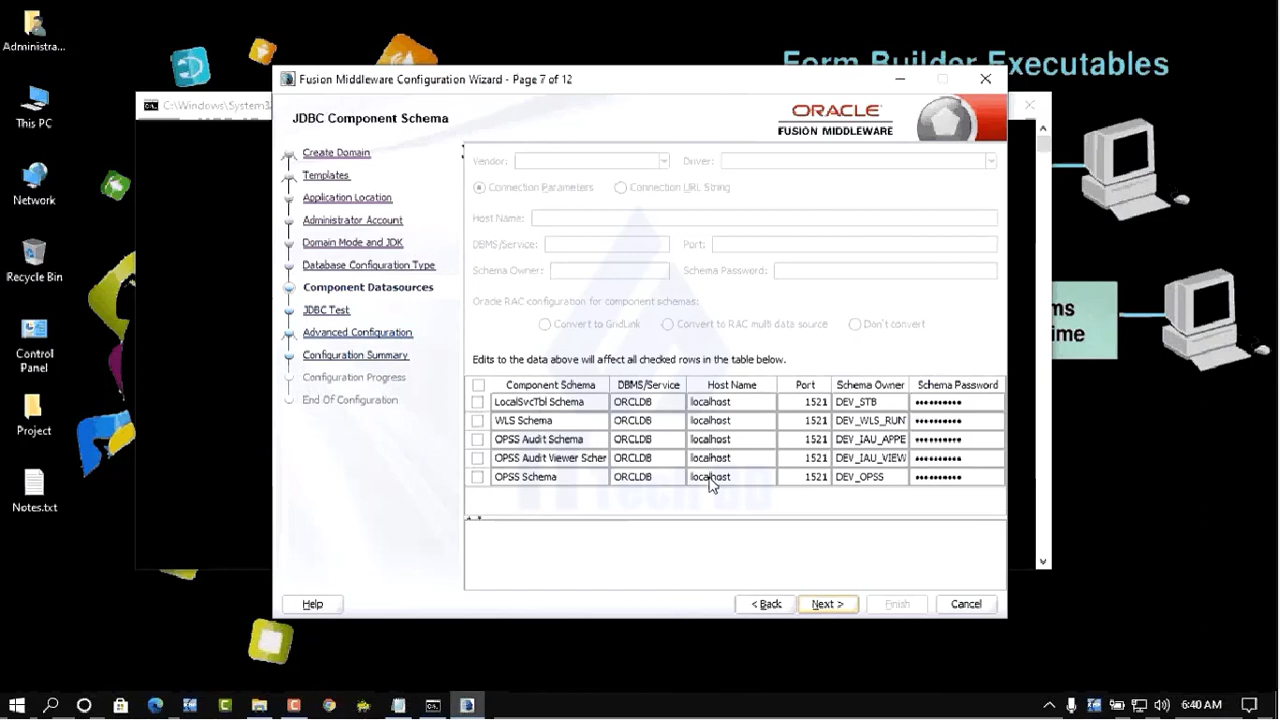 Administra...
This PC
Network
Recycle Bin
Control
Panel
Project
Notes.txt
Form Builder Executables
C:\Windows\System3
Fusion Middleware Configuration Wizard - Page 7 of 12
JDBC Component Schema
ORACLE
FUSION MIDDLEWARE
Create Domain
Templates
Application Location
Administrator Account
Domain Mode and JDK
Database Configuration Type
Component Datasources
JDBC Test
Advanced Configuration
Configuration Summary
Configuration Progress
End Of Configuration
Vendor: Driver:
Connection Parameters Connection URL String
Host Name:
DBMS/Service: Port:
Schema Owner: Schema Password:
Oracle RAC configuration for component schemas:
Convert to GridLink Convert to RAC multi data source Don't convert
Edits to the data above will affect all checked rows in the table below.
Component Schema DBMS/Service Host Name Port Schema Owner Schema Password
LocalSvcTbl Schema ORCLDB localhost 1521 DEV_STB ••••••••••
WLS Schema ORCLDB localhost 1521 DEV_WLS_RUN ••••••••••
OPSS Audit Schema ORCLDB localhost 1521 DEV_IAU_APPE ••••••••••
OPSS Audit Viewer Scher ORCLDB localhost 1521 DEV_IAU_VIEW ••••••••••
OPSS Schema ORCLDB localhost 1521 DEV_OPSS ••••••••••
Help < Back Next > Finish Cancel
ms
time
6:40 AM